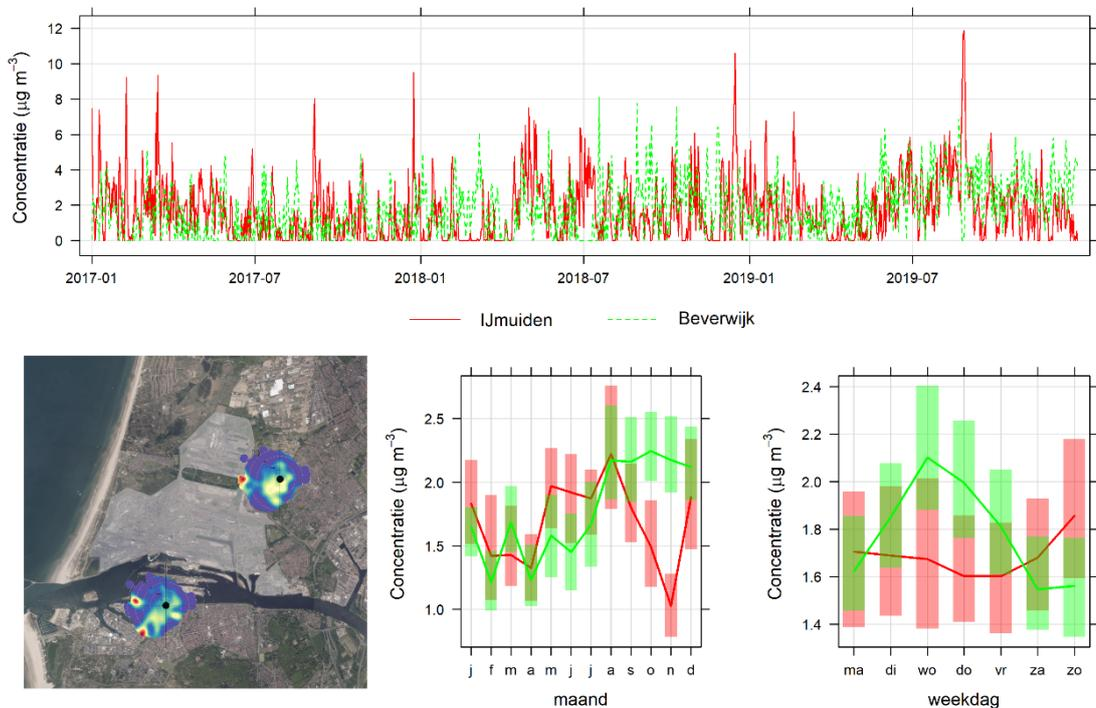 Concentratie (µg m⁻³)
12
10
8
6
4
2
0
2017-01 2017-07 2018-01 2018-07 2019-01 2019-07
IJmuiden Beverwijk
Concentratie (µg m⁻³)
2.5
2.0
1.5
1.0
j f m a m j j a s o n d
maand
Concentratie (µg m⁻³)
2.4
2.2
2.0
1.8
1.6
1.4
ma di wo do vr za zo
weekdag